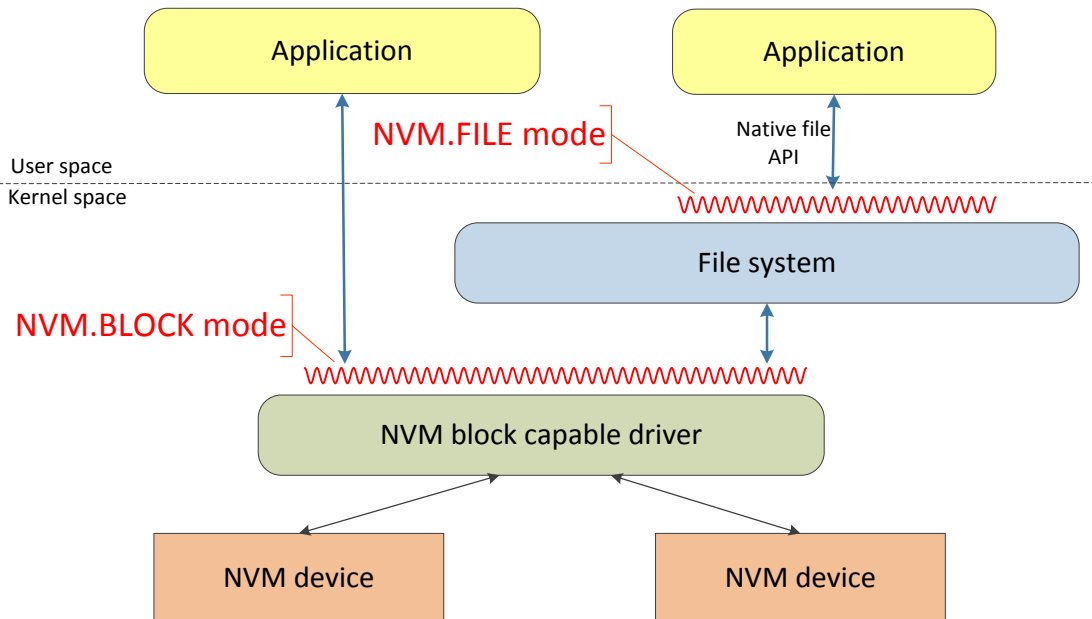 Application
Application
NVM.FILE mode
Native file
API
User space
Kernel space
File system
NVM.BLOCK mode
NVM block capable driver
NVM device
NVM device